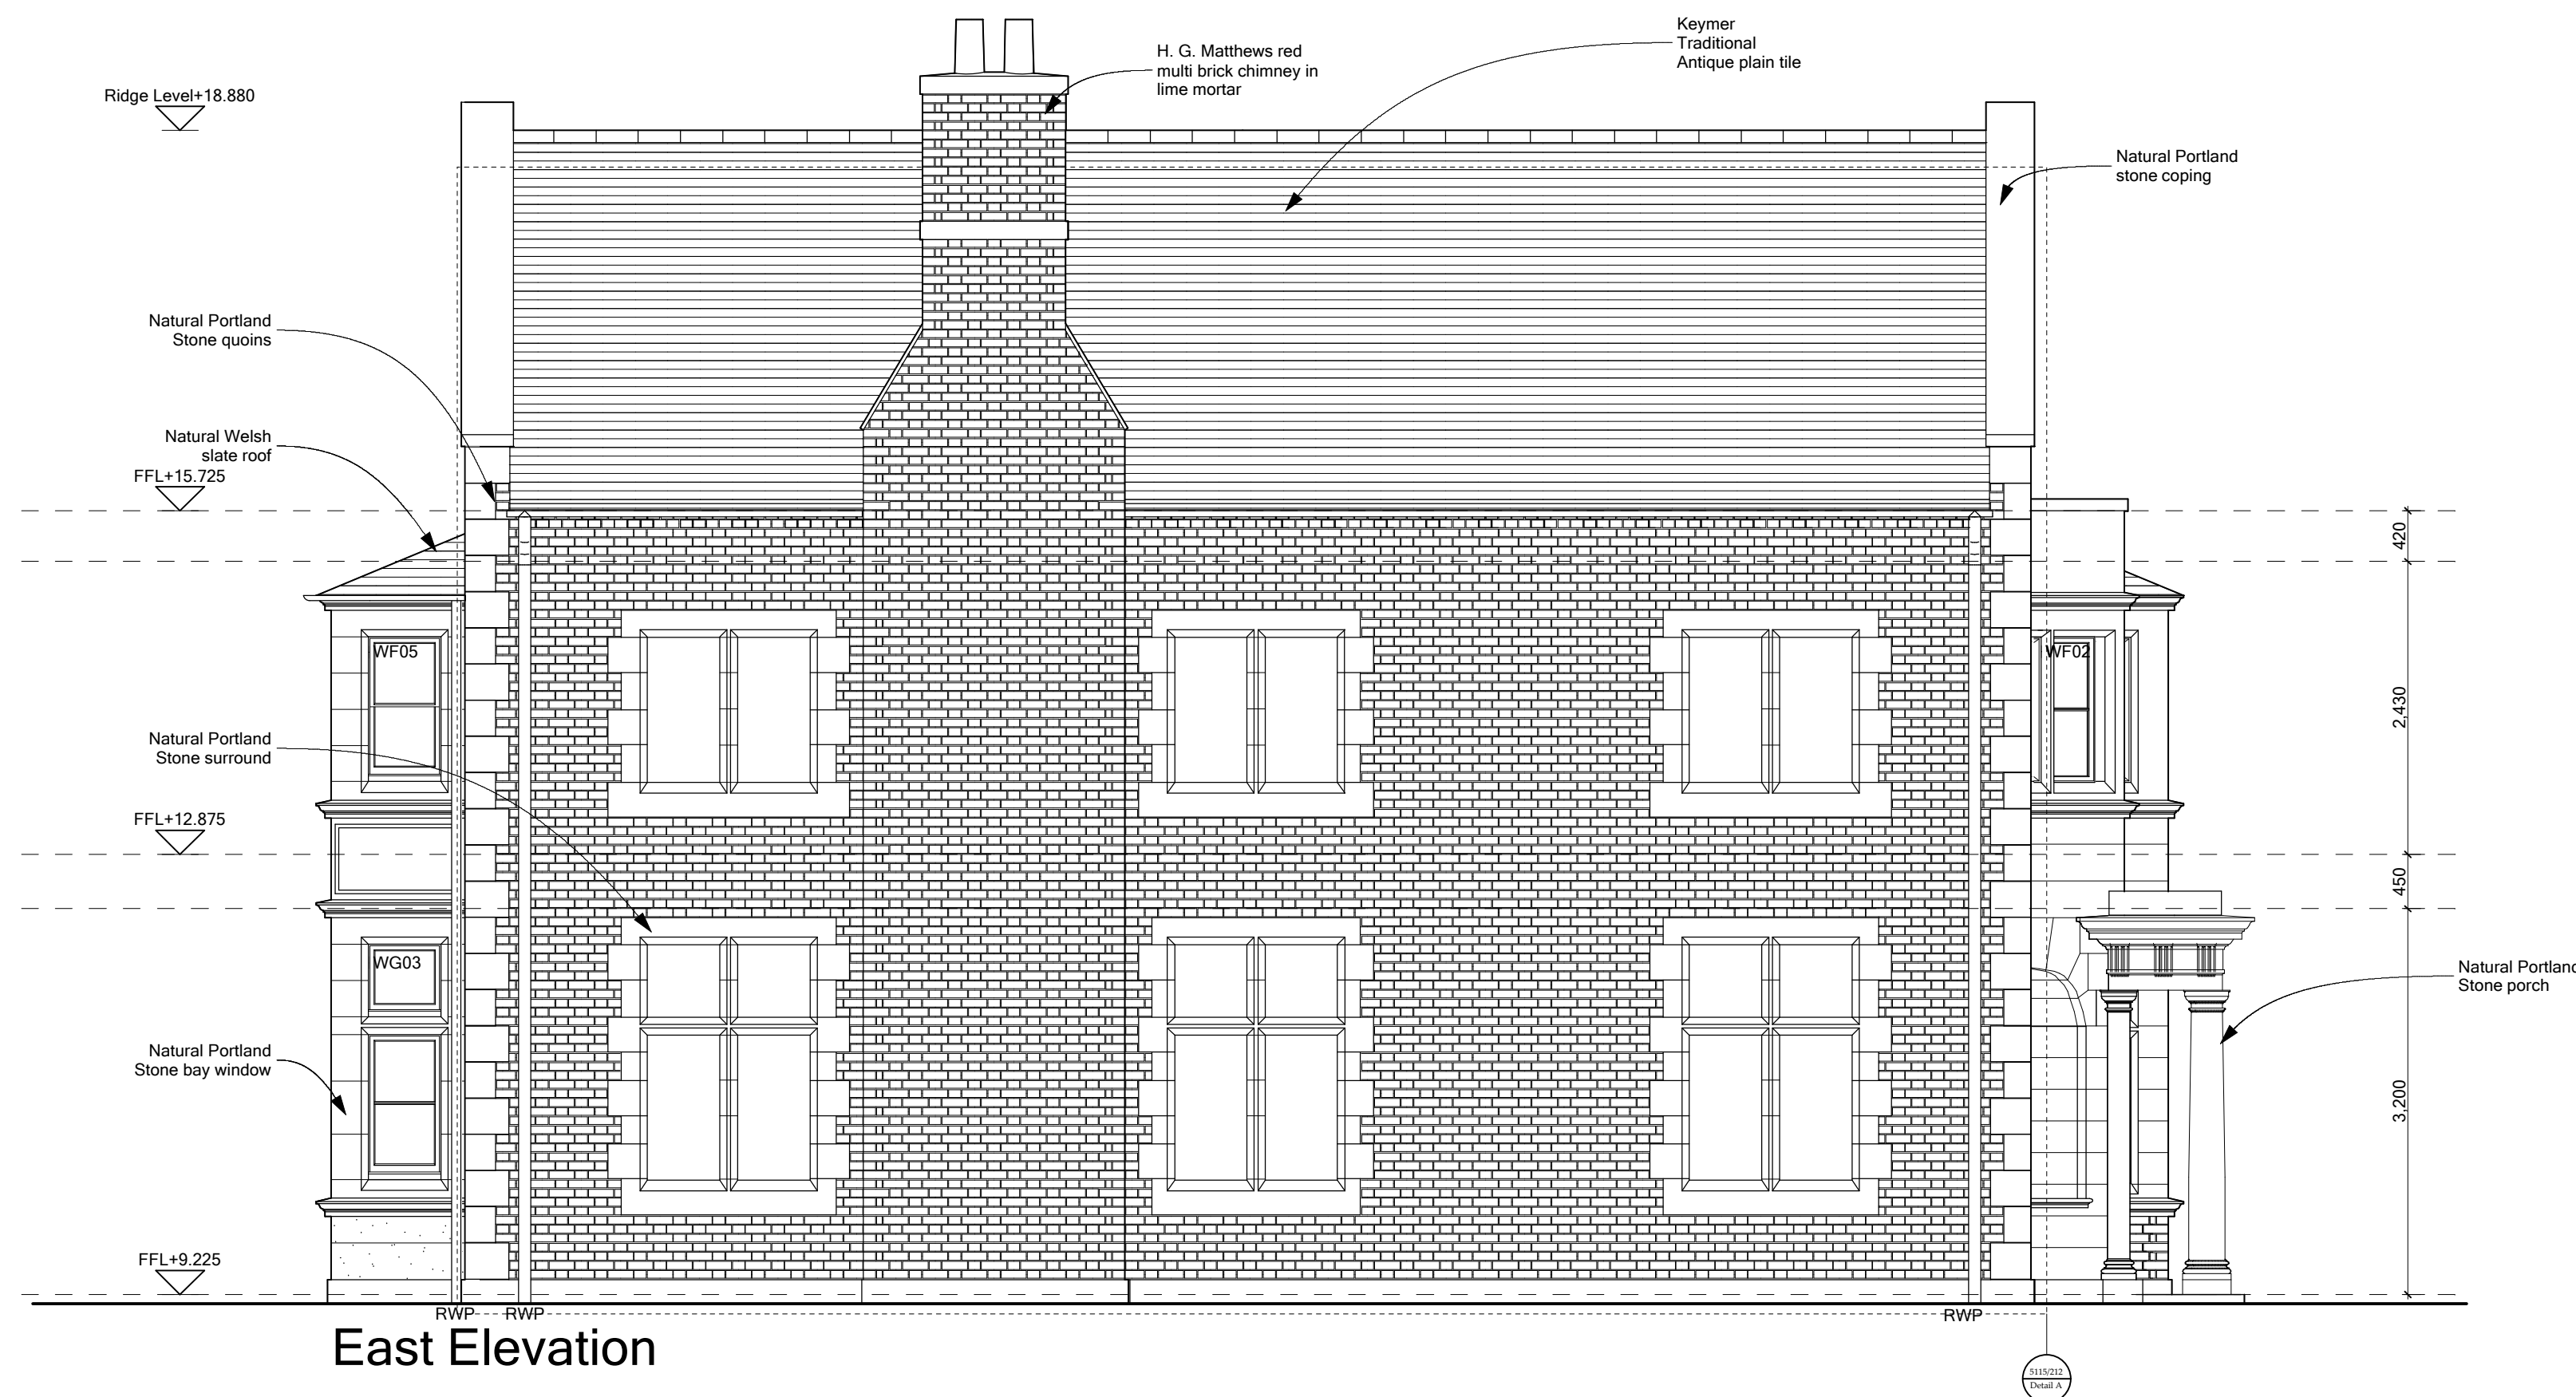 Keymer
Traditional
Antique plain tile
H. G. Matthews red
multi brick chimney in
lime mortar
Ridge Level+18.880
Natural Portland
stone coping
Natural Portland
Stone quoins
Natural Welsh
slate roof
FFL+15.725
420
WF05
WF02
2,430
Natural Portland
Stone surround
FFL+12.875
450
WG03
Natural Portland
Stone porch
Natural Portland
Stone bay window
3,200
FFL+9.225
RWP
RWP
RWP
East Elevation
5115/212
Detail A